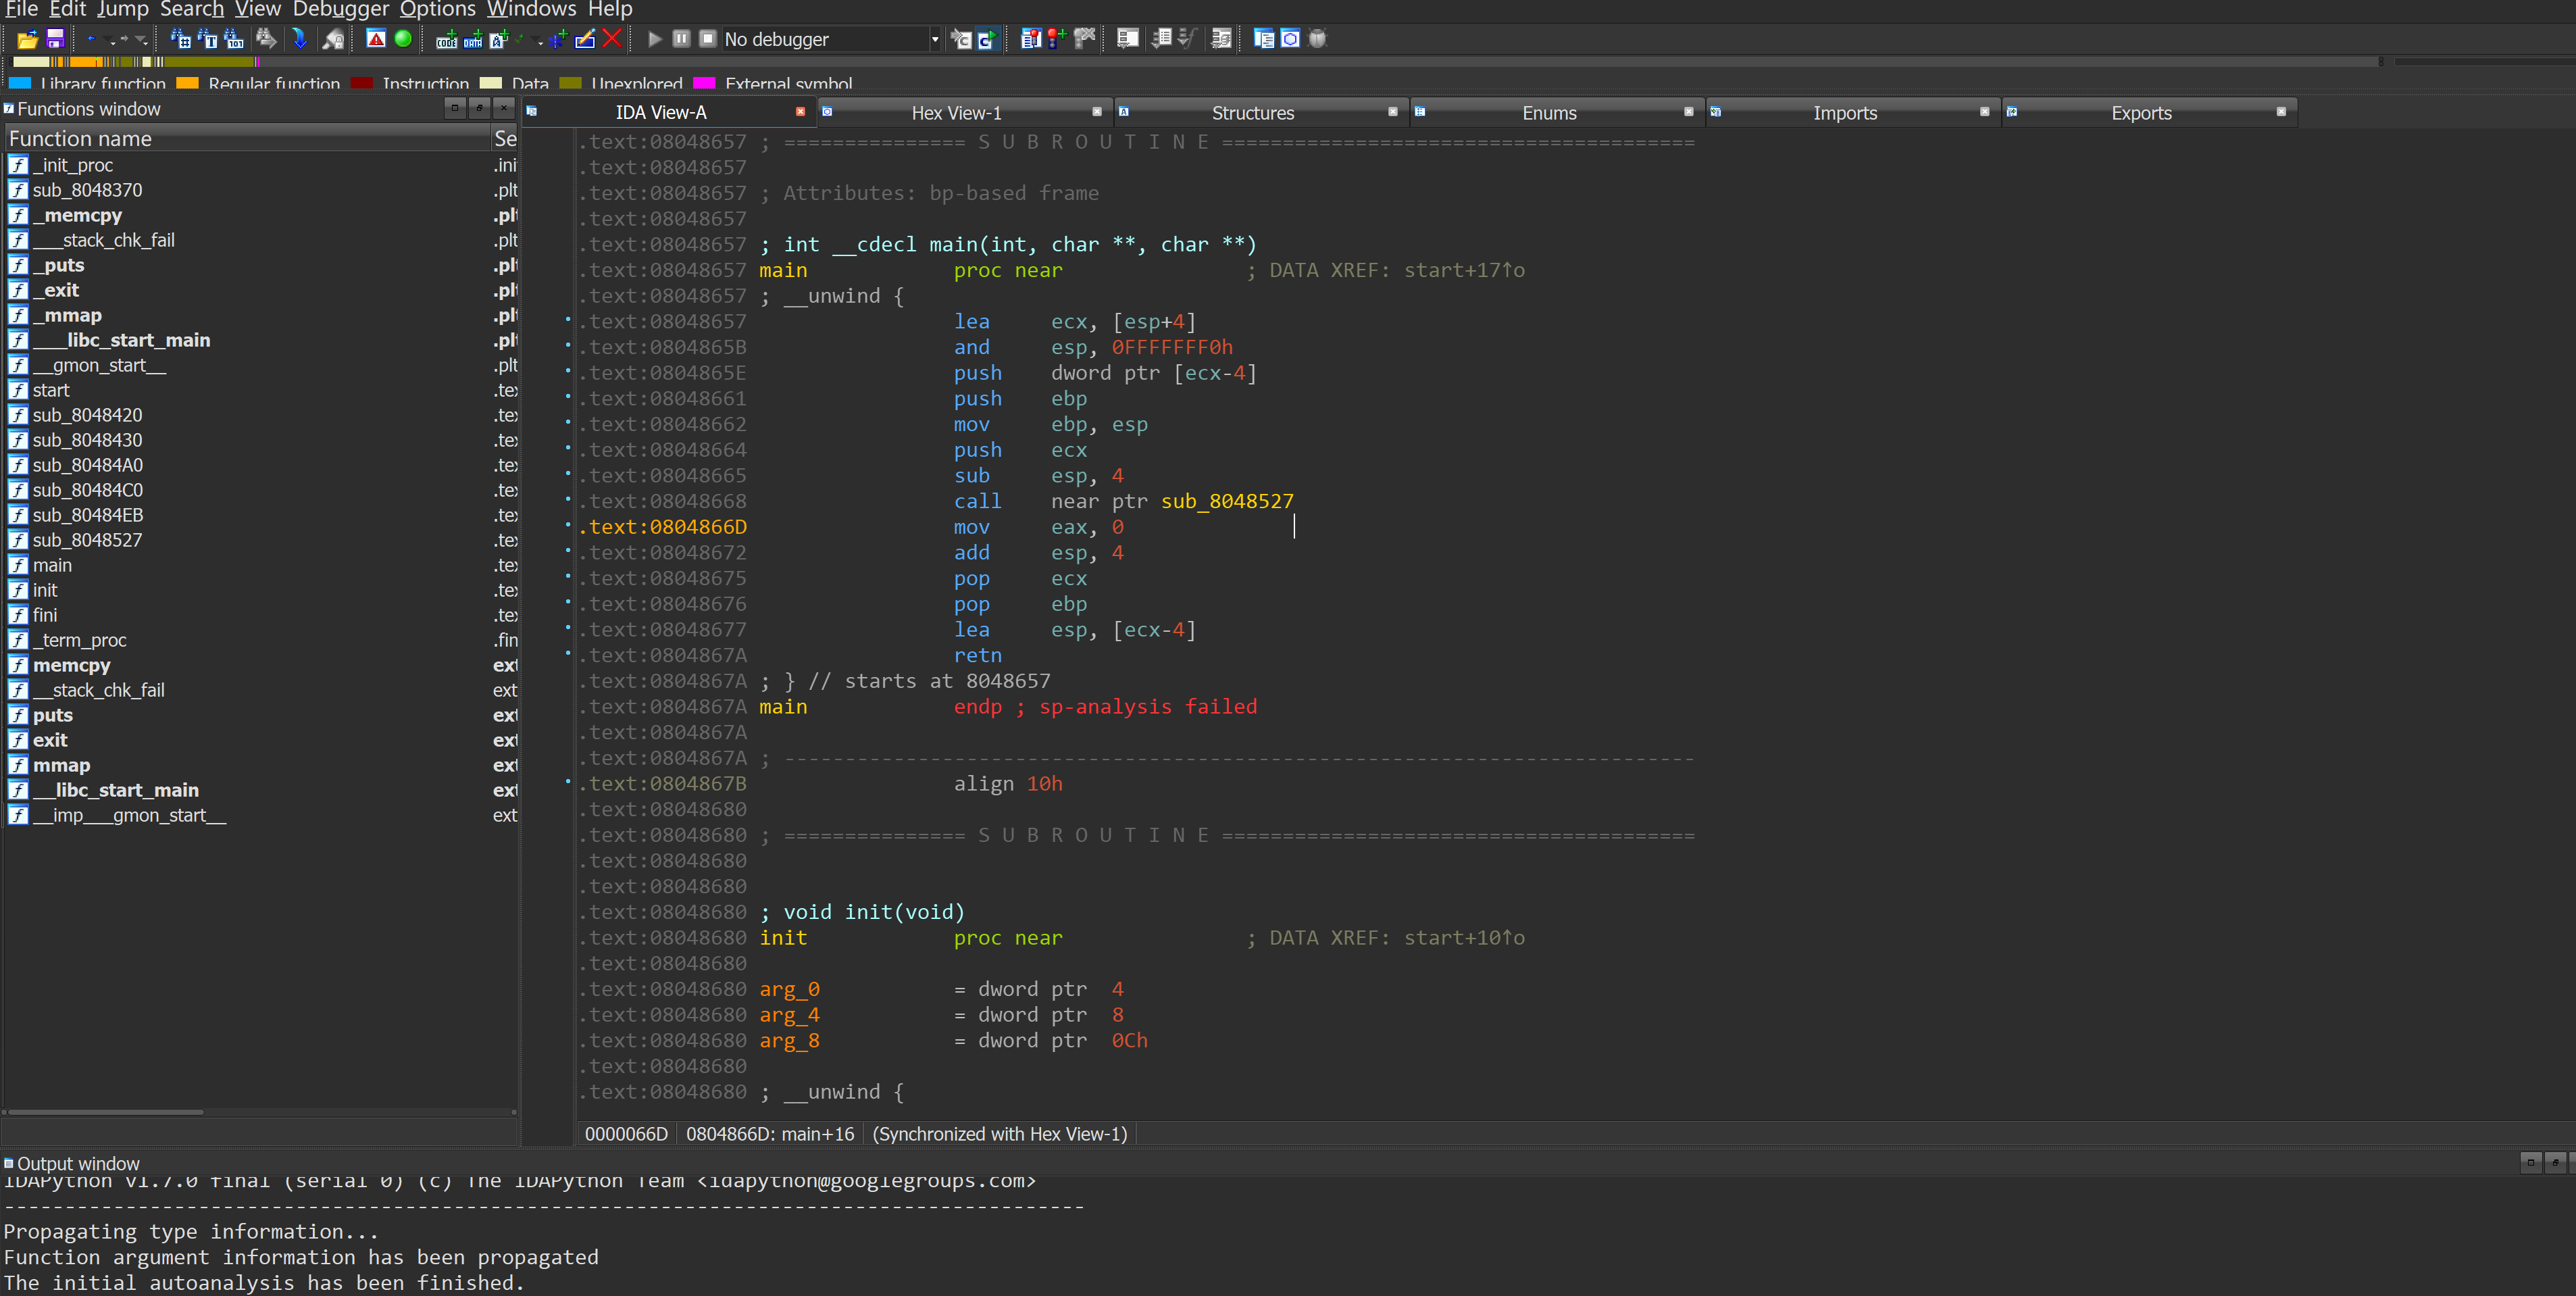 File Edit Jump Search View Debugger Options Windows Help
No debugger
Library function Regular function Instruction Data Unexplored External symbol
Functions window
Function name Se
_init_proc .ini
sub_8048370 .plt
_memcpy .plt
___stack_chk_fail .plt
_puts .plt
_exit .plt
_mmap .plt
___libc_start_main .plt
__gmon_start__ .plt
start .tex
sub_8048420 .tex
sub_8048430 .tex
sub_80484A0 .tex
sub_80484C0 .tex
sub_80484EB .tex
sub_8048527 .tex
main .tex
init .tex
fini .tex
_term_proc .fin
memcpy ext
__stack_chk_fail ext
puts ext
exit ext
mmap ext
__libc_start_main ext
__imp___gmon_start__ ext
IDA View-A Hex View-1 Structures Enums Imports Exports
.text:08048657 ; =============== S U B R O U T I N E =======================================
.text:08048657
.text:08048657 ; Attributes: bp-based frame
.text:08048657
.text:08048657 ; int __cdecl main(int, char **, char **)
.text:08048657 main proc near ; DATA XREF: start+17↑o
.text:08048657 ; __unwind {
.text:08048657 lea ecx, [esp+4]
.text:0804865B and esp, 0FFFFFFF0h
.text:0804865E push dword ptr [ecx-4]
.text:08048661 push ebp
.text:08048662 mov ebp, esp
.text:08048664 push ecx
.text:08048665 sub esp, 4
.text:08048668 call near ptr sub_8048527
.text:0804866D mov eax, 0
.text:08048672 add esp, 4
.text:08048675 pop ecx
.text:08048676 pop ebp
.text:08048677 lea esp, [ecx-4]
.text:0804867A retn
.text:0804867A ; } // starts at 8048657
.text:0804867A main endp ; sp-analysis failed
.text:0804867A
.text:0804867A ; ---------------------------------------------------------------------------
.text:0804867B align 10h
.text:08048680
.text:08048680 ; =============== S U B R O U T I N E =======================================
.text:08048680
.text:08048680
.text:08048680 ; void init(void)
.text:08048680 init proc near ; DATA XREF: start+10↑o
.text:08048680
.text:08048680 arg_0 = dword ptr 4
.text:08048680 arg_4 = dword ptr 8
.text:08048680 arg_8 = dword ptr 0Ch
.text:08048680
.text:08048680 ; __unwind {
0000066D 0804866D: main+16 (Synchronized with Hex View-1)
Output window
IDAPython v1.7.0 final (serial 0) (c) The IDAPython Team <idapython@googlegroups.com>
-----------------------------------------------------------------------------------------
Propagating type information...
Function argument information has been propagated
The initial autoanalysis has been finished.